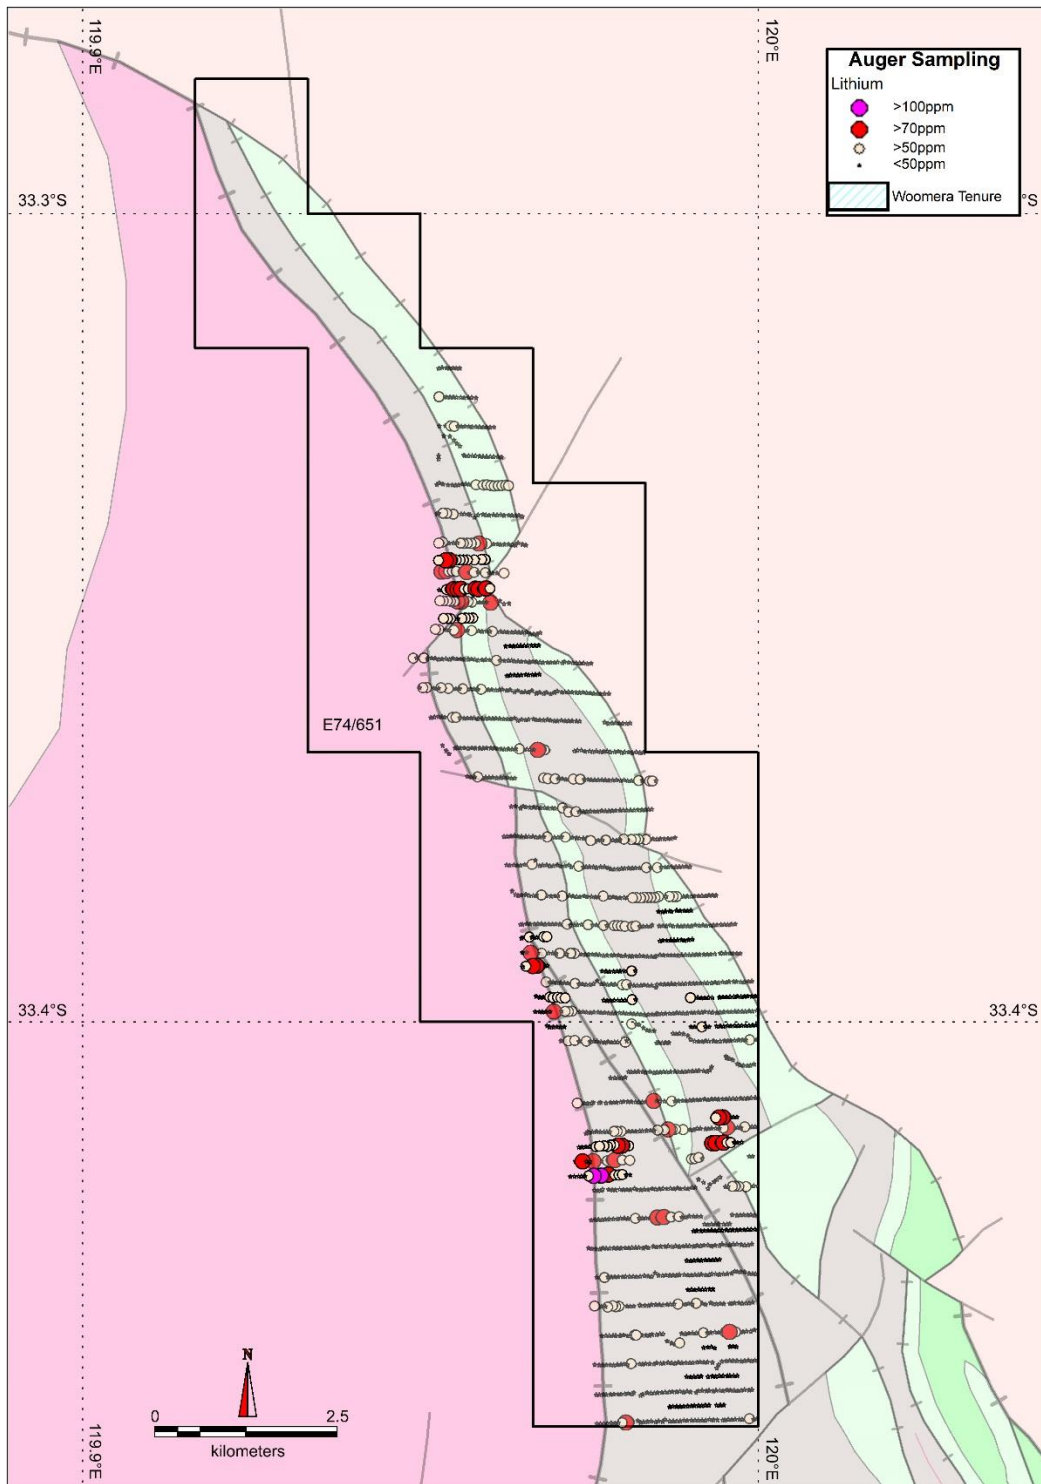 119.9°E
120°E
Auger Sampling
Lithium
>100ppm
>70ppm
>50ppm
<50ppm
Woomera Tenure
33.3°S
°S
E74/651
33.4°S
33.4°S
N
0 2.5
kilometers
119.9°E
120°E